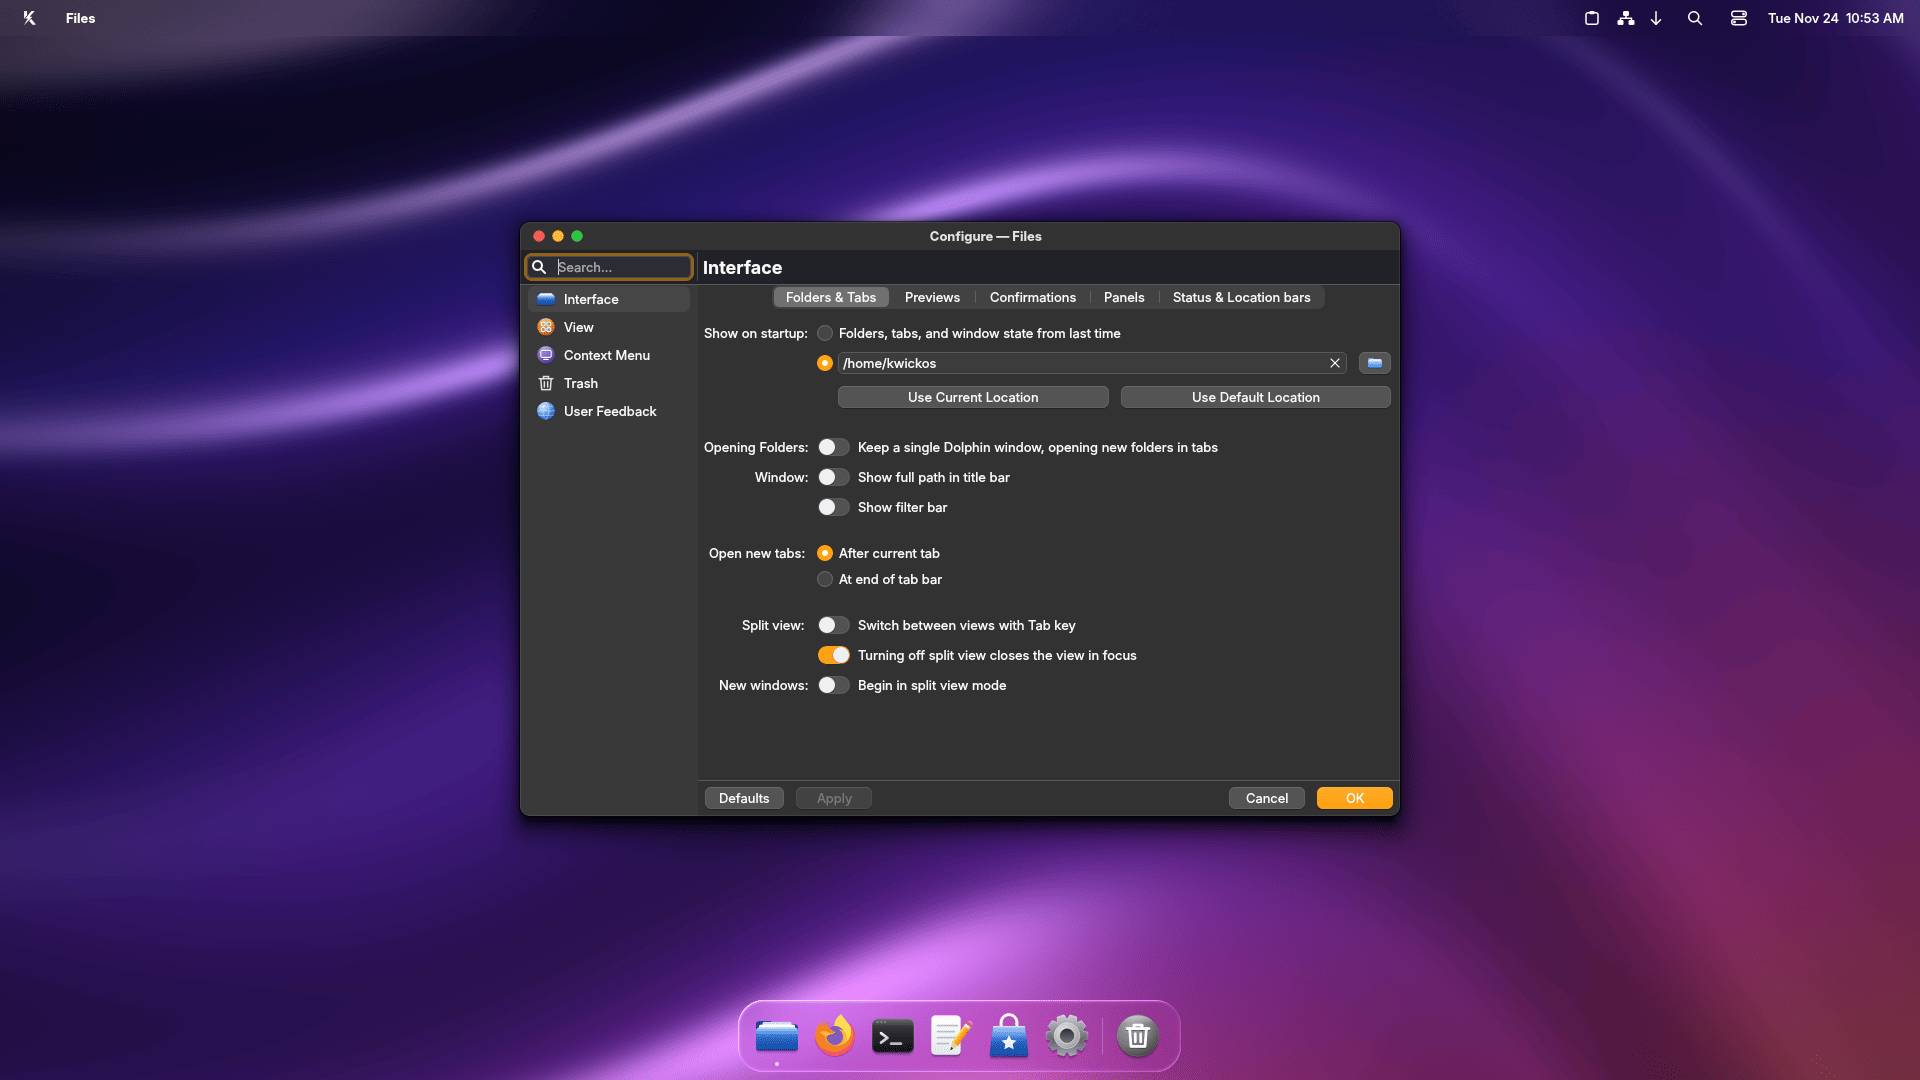 Files
Tue Nov 24 10:53 AM
Configure — Files
Search...
Interface
Interface
View
Context Menu
Trash
User Feedback
Folders & Tabs Previews Confirmations Panels Status & Location bars
Show on startup: Folders, tabs, and window state from last time
/home/kwickos
Use Current Location Use Default Location
Opening Folders: Keep a single Dolphin window, opening new folders in tabs
Window: Show full path in title bar
Show filter bar
Open new tabs: After current tab
At end of tab bar
Split view: Switch between views with Tab key
Turning off split view closes the view in focus
New windows: Begin in split view mode
Defaults Apply Cancel OK